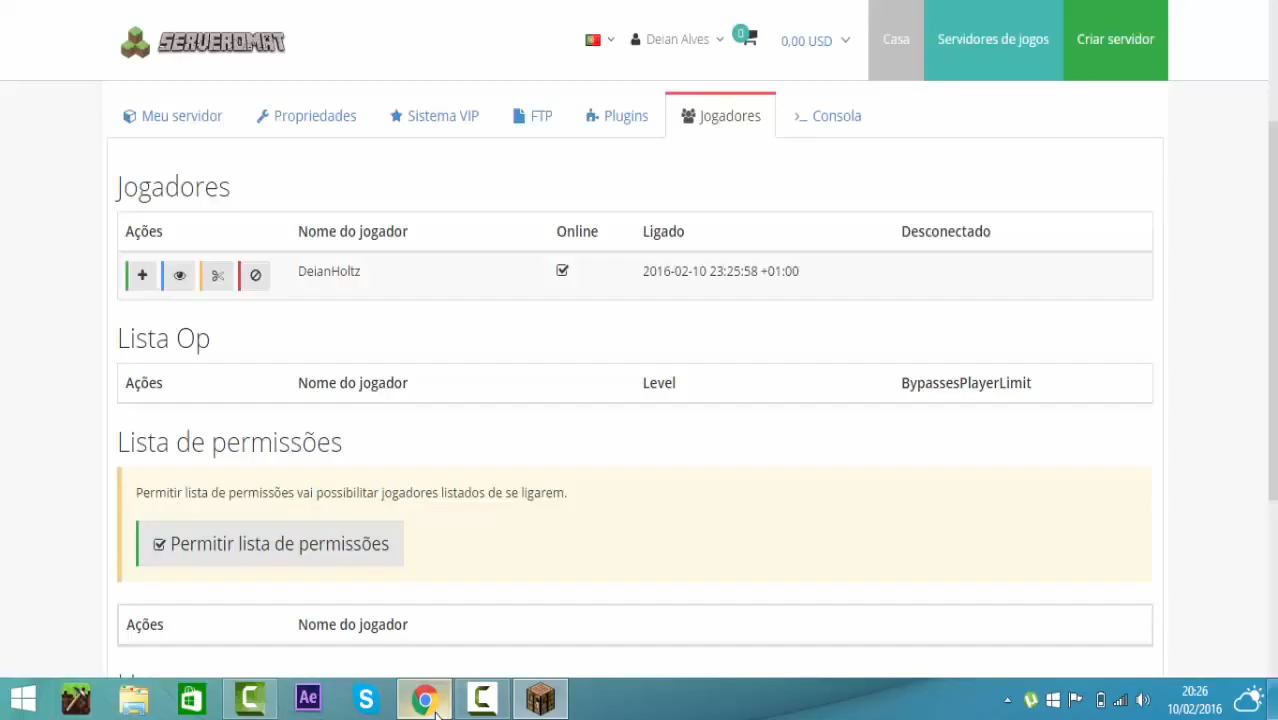 SERVEROMAT
Deian Alves
0
0,00 USD
Casa
Servidores de jogos
Criar servidor
Meu servidor
Propriedades
Sistema VIP
FTP
Plugins
Jogadores
>_ Consola
Jogadores
Ações Nome do jogador Online Ligado Desconectado
DeianHoltz 2016-02-10 23:25:58 +01:00
Lista Op
Ações Nome do jogador Level BypassesPlayerLimit
Lista de permissões
Permitir lista de permissões vai possibilitar jogadores listados de se ligarem.
Permitir lista de permissões
Ações Nome do jogador
Ae
S
20:26
10/02/2016